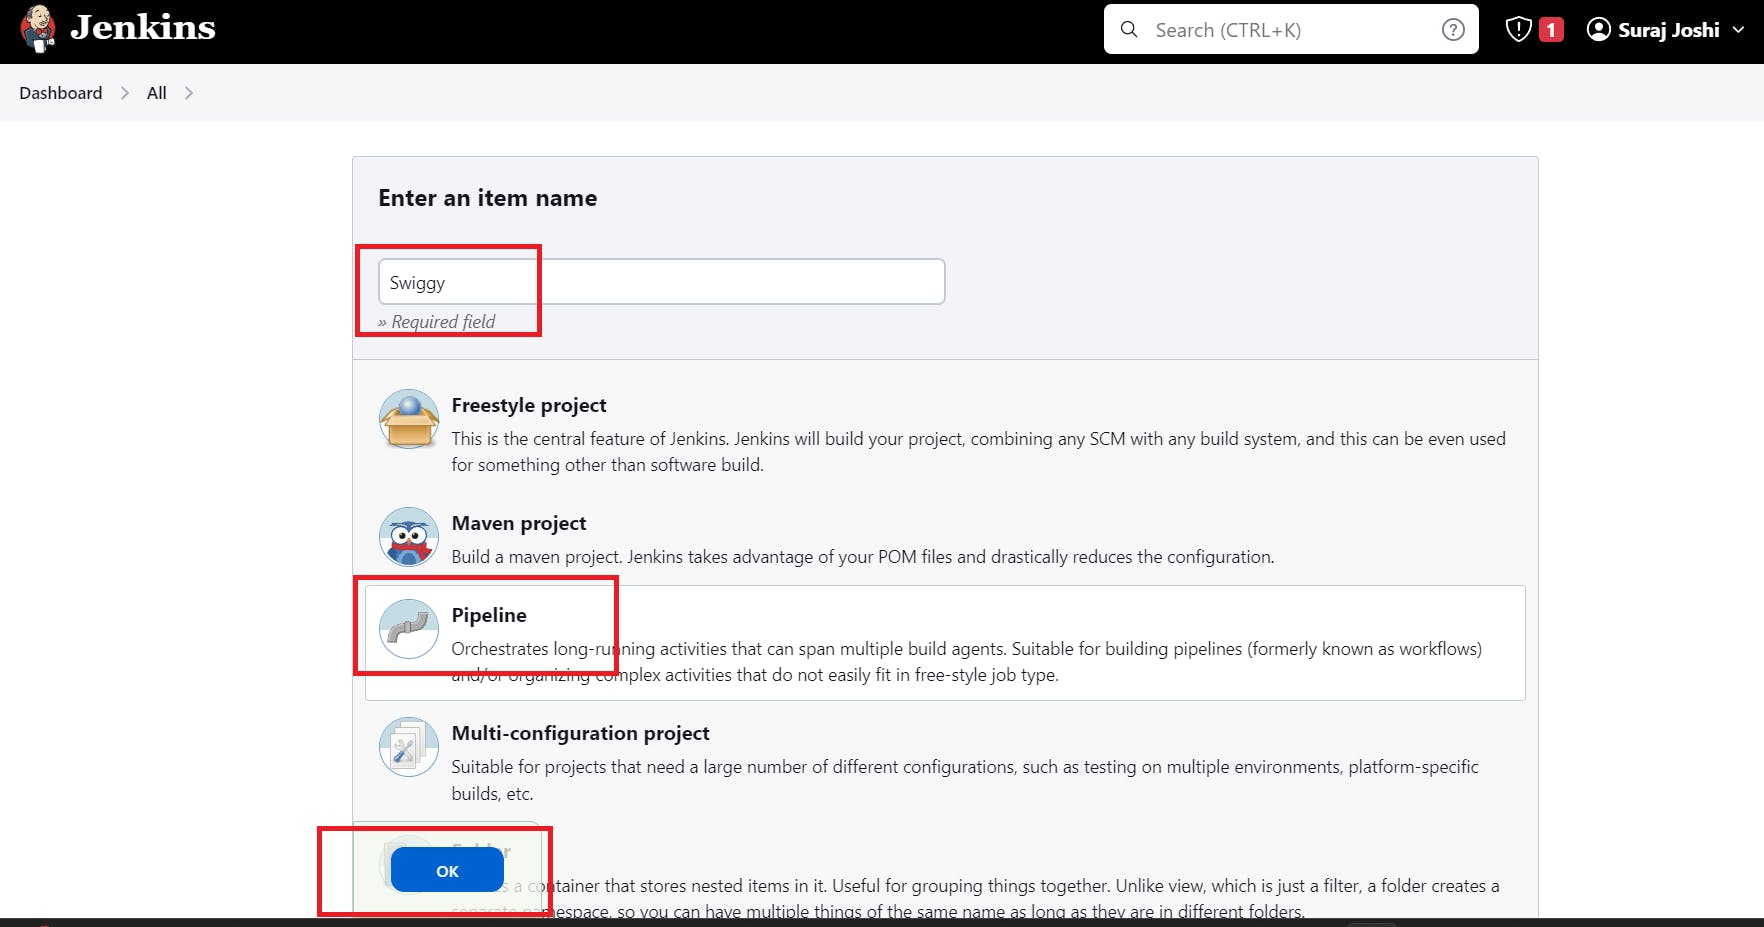 Jenkins
Search (CTRL+K)
1
Suraj Joshi
Dashboard
All
Enter an item name
Swiggy
» Required field
Freestyle project
This is the central feature of Jenkins. Jenkins will build your project, combining any SCM with any build system, and this can be even used
for something other than software build.
Maven project
Build a maven project. Jenkins takes advantage of your POM files and drastically reduces the configuration.
Pipeline
Orchestrates long-running activities that can span multiple build agents. Suitable for building pipelines (formerly known as workflows)
and/or organizing complex activities that do not easily fit in free-style job type.
Multi-configuration project
Suitable for projects that need a large number of different configurations, such as testing on multiple environments, platform-specific
builds, etc.
Folder
OK
a container that stores nested items in it. Useful for grouping things together. Unlike view, which is just a filter, a folder creates a
separate namespace, so you can have multiple things of the same name as long as they are in different folders.